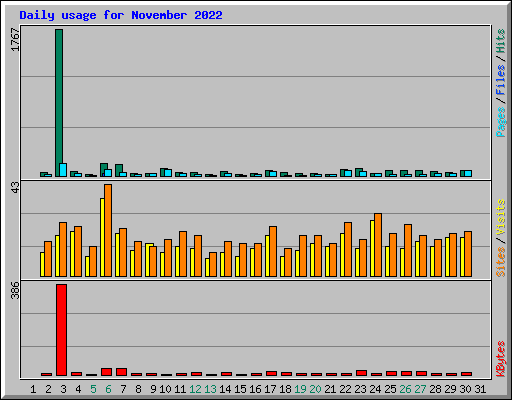 Daily usage for November 2022
1767
Pages / Files / Hits
43
Sites / Visits
386
KBytes
1 2 3 4 5 6 7 8 9 10 11 12 13 14 15 16 17 18 19 20 21 22 23 24 25 26 27 28 29 30 31